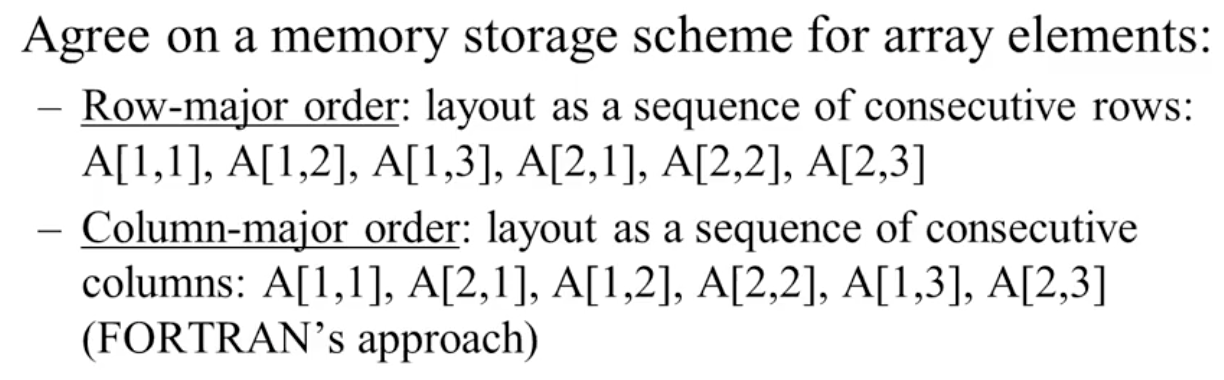 Agree on a memory storage scheme for array elements:
– Row-major order: layout as a sequence of consecutive rows:
A[1,1], A[1,2], A[1,3], A[2,1], A[2,2], A[2,3]
– Column-major order: layout as a sequence of consecutive
columns: A[1,1], A[2,1], A[1,2], A[2,2], A[1,3], A[2,3]
(FORTRAN’s approach)